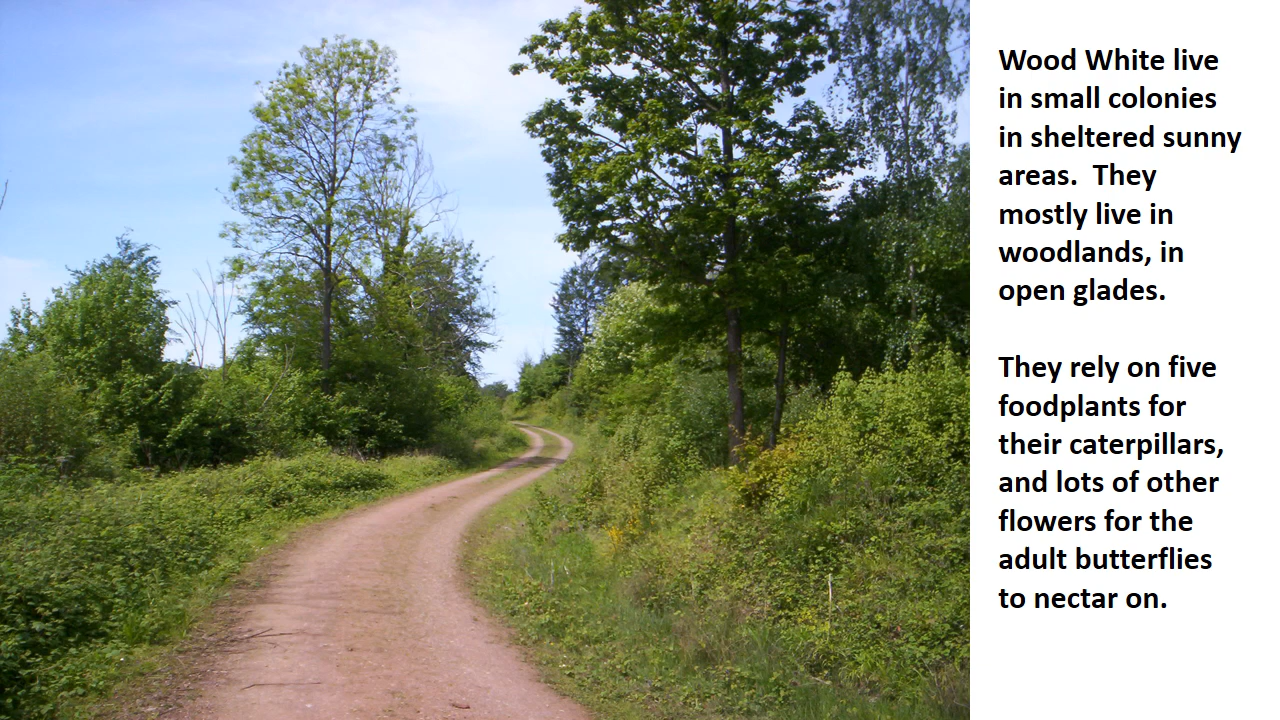 Wood White live
in small colonies
in sheltered sunny
areas.  They
mostly live in
woodlands, in
open glades.

They rely on five
foodplants for
their caterpillars,
and lots of other
flowers for the
adult butterflies
to nectar on.